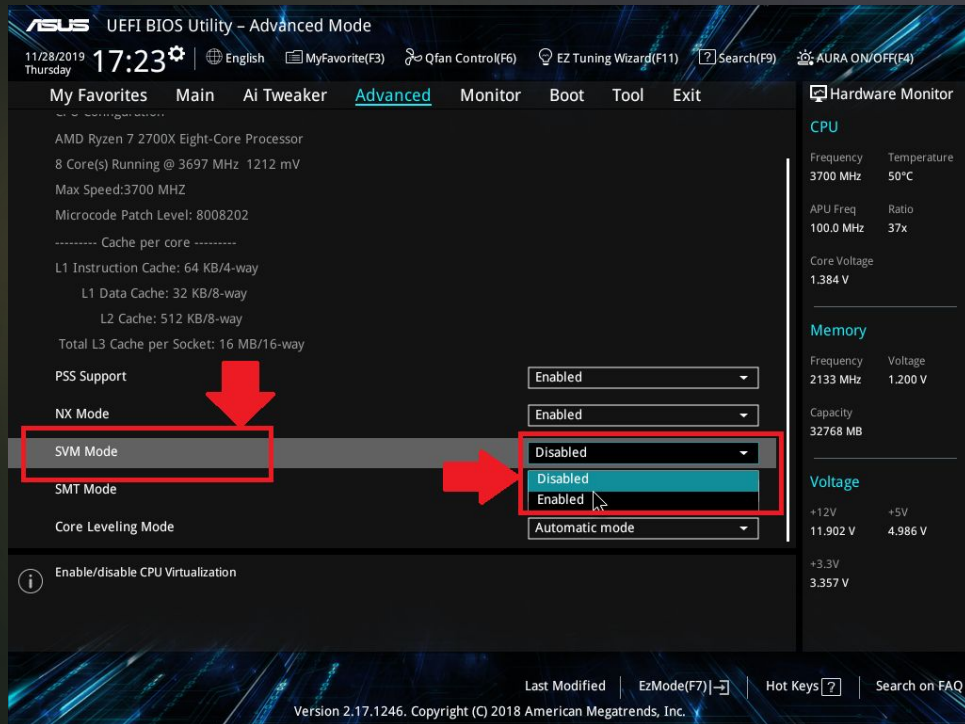 ASUS UEFI BIOS Utility – Advanced Mode
11/28/2019 Thursday 17:23 English MyFavorite(F3) Qfan Control(F6) EZ Tuning Wizard(F11) ? Search(F9) AURA ON/OFF(F4)
My Favorites Main Ai Tweaker Advanced Monitor Boot Tool Exit
CPU Configuration
AMD Ryzen 7 2700X Eight-Core Processor
8 Core(s) Running @ 3697 MHz 1212 mV
Max Speed:3700 MHZ
Microcode Patch Level: 8008202
--------- Cache per core ---------
L1 Instruction Cache: 64 KB/4-way
L1 Data Cache: 32 KB/8-way
L2 Cache: 512 KB/8-way
Total L3 Cache per Socket: 16 MB/16-way
PSS Support Enabled
NX Mode Enabled
SVM Mode Disabled
Disabled
SMT Mode Enabled
Core Leveling Mode Automatic mode
i Enable/disable CPU Virtualization
Hardware Monitor
CPU
Frequency Temperature
3700 MHz 50°C
APU Freq Ratio
100.0 MHz 37x
Core Voltage
1.384 V
Memory
Frequency Voltage
2133 MHz 1.200 V
Capacity
32768 MB
Voltage
+12V +5V
11.902 V 4.986 V
+3.3V
3.357 V
Last Modified EzMode(F7) Hot Keys ? Search on FAQ
Version 2.17.1246. Copyright (C) 2018 American Megatrends, Inc.